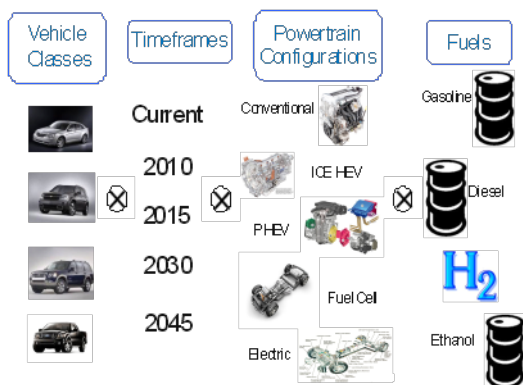 Vehicle
Classes
Timeframes
Powertrain
Configurations
Fuels
Current
2010
2015
2030
2045
Conventional
ICE HEV
PHEV
Fuel Cell
Electric
Gasoline
Diesel
H2
Ethanol